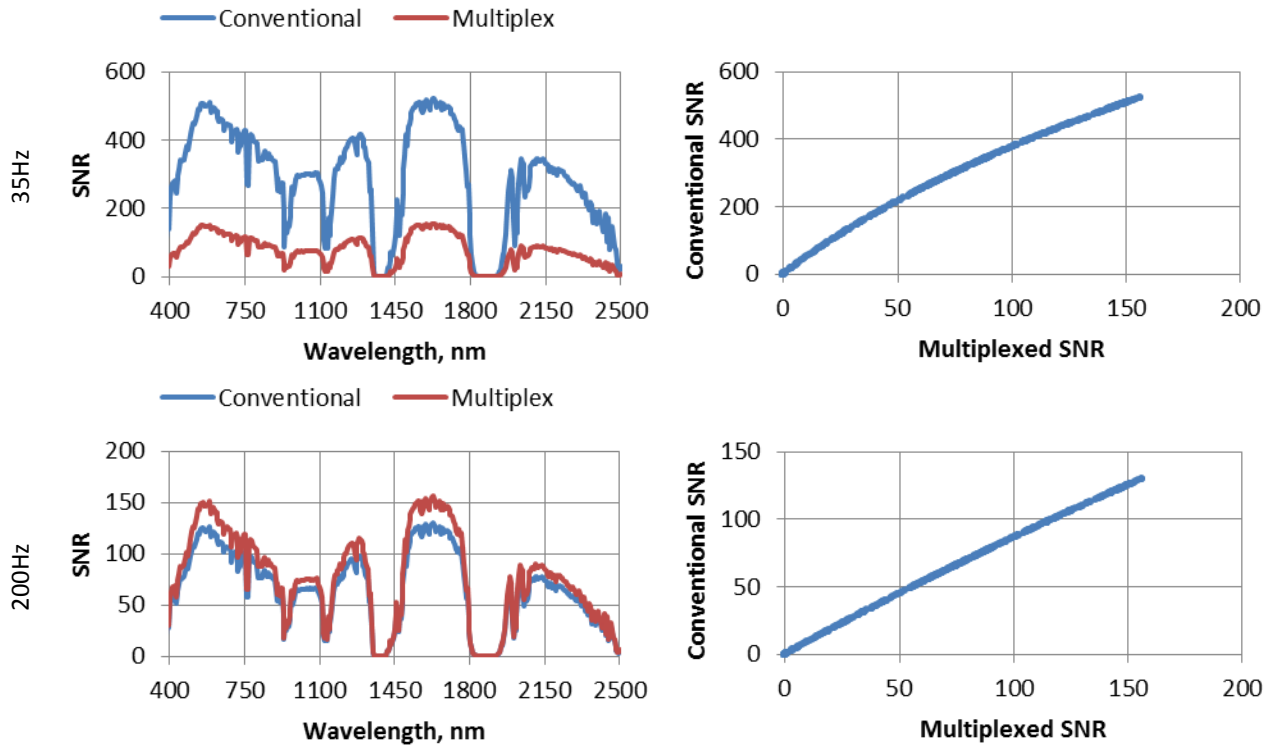 Conventional Multiplex
35Hz
SNR
600
400
200
0
400 750 1100 1450 1800 2150 2500
Wavelength, nm
Conventional SNR
600
400
200
0
0 50 100 150 200
Multiplexed SNR
Conventional Multiplex
200Hz
SNR
200
150
100
50
0
400 750 1100 1450 1800 2150 2500
Wavelength, nm
Conventional SNR
150
100
50
0
0 50 100 150 200
Multiplexed SNR